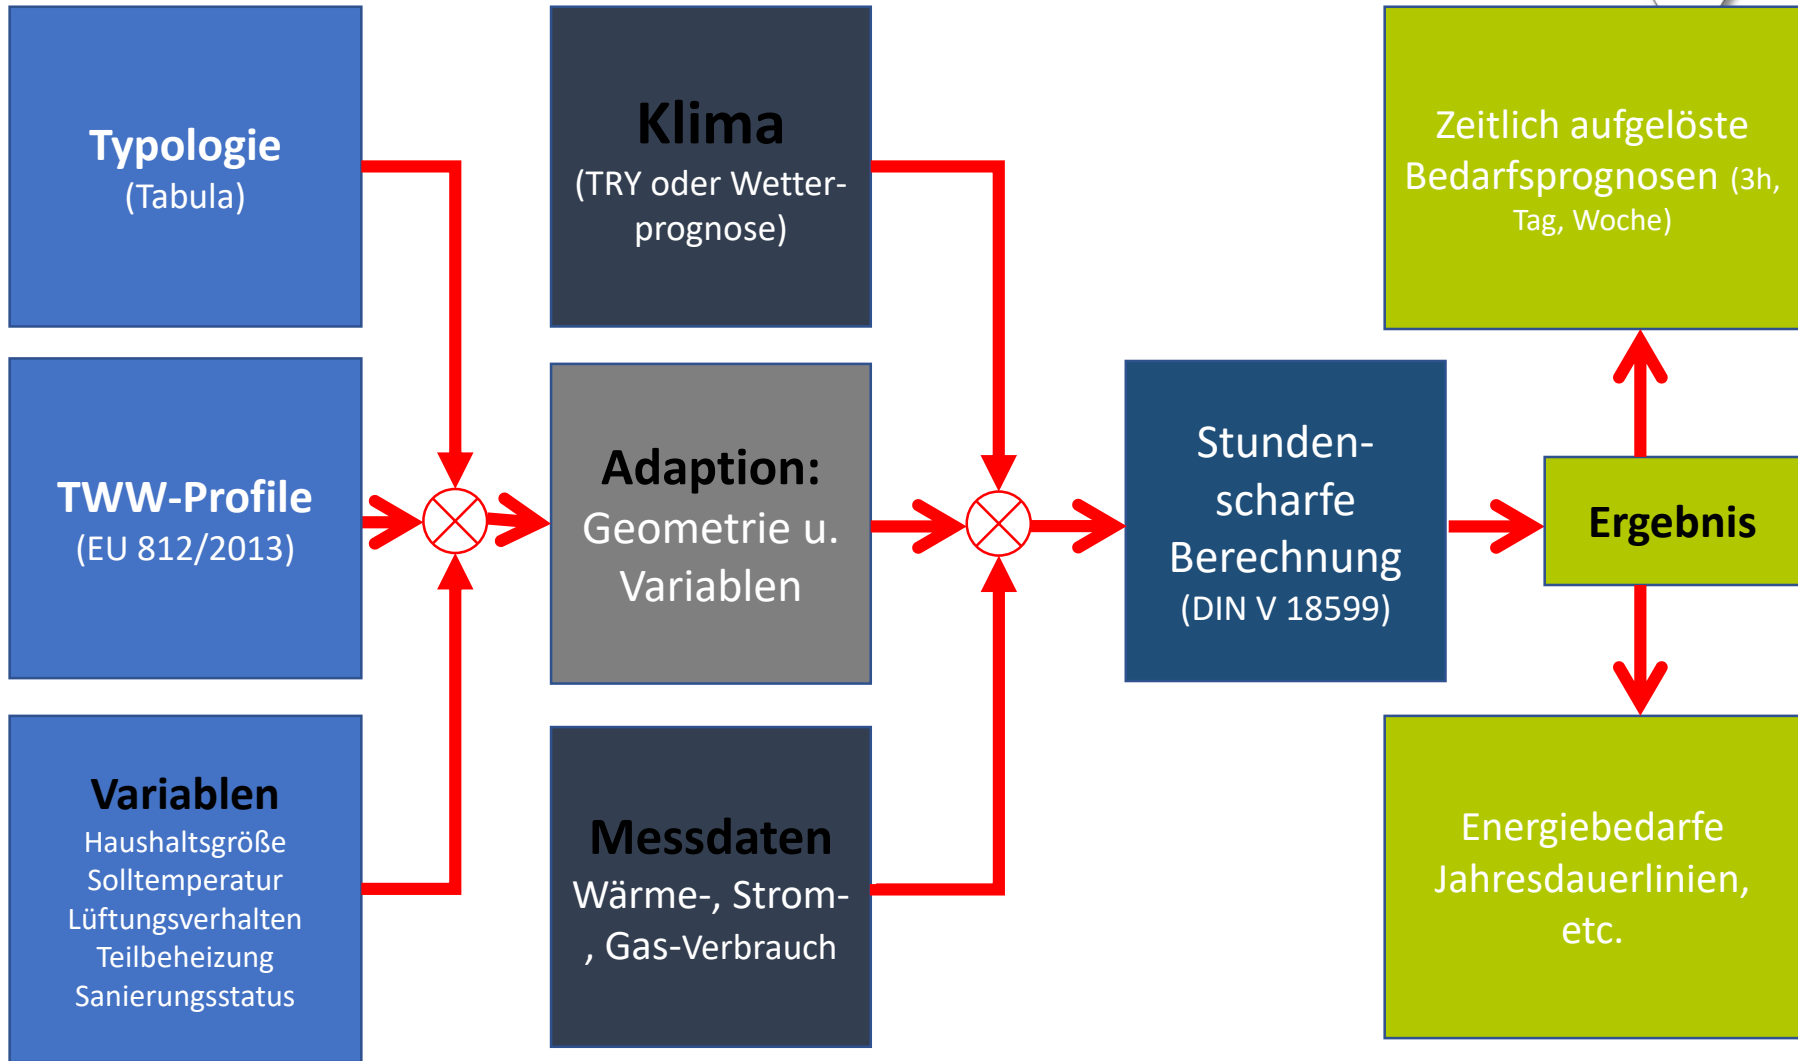 Typologie
(Tabula)
TWW-Profile
(EU 812/2013)
Variablen
Haushaltsgröße
Solltemperatur
Lüftungsverhalten
Teilbeheizung
Sanierungsstatus
Klima
(TRY oder Wetter-
prognose)
Adaption:
Geometrie u.
Variablen
Messdaten
Wärme-, Strom-
, Gas-Verbrauch
Stunden-
scharfe
Berechnung
(DIN V 18599)
Zeitlich aufgelöste
Bedarfsprognosen (3h,
Tag, Woche)
Ergebnis
Energiebedarfe
Jahresdauerlinien,
etc.